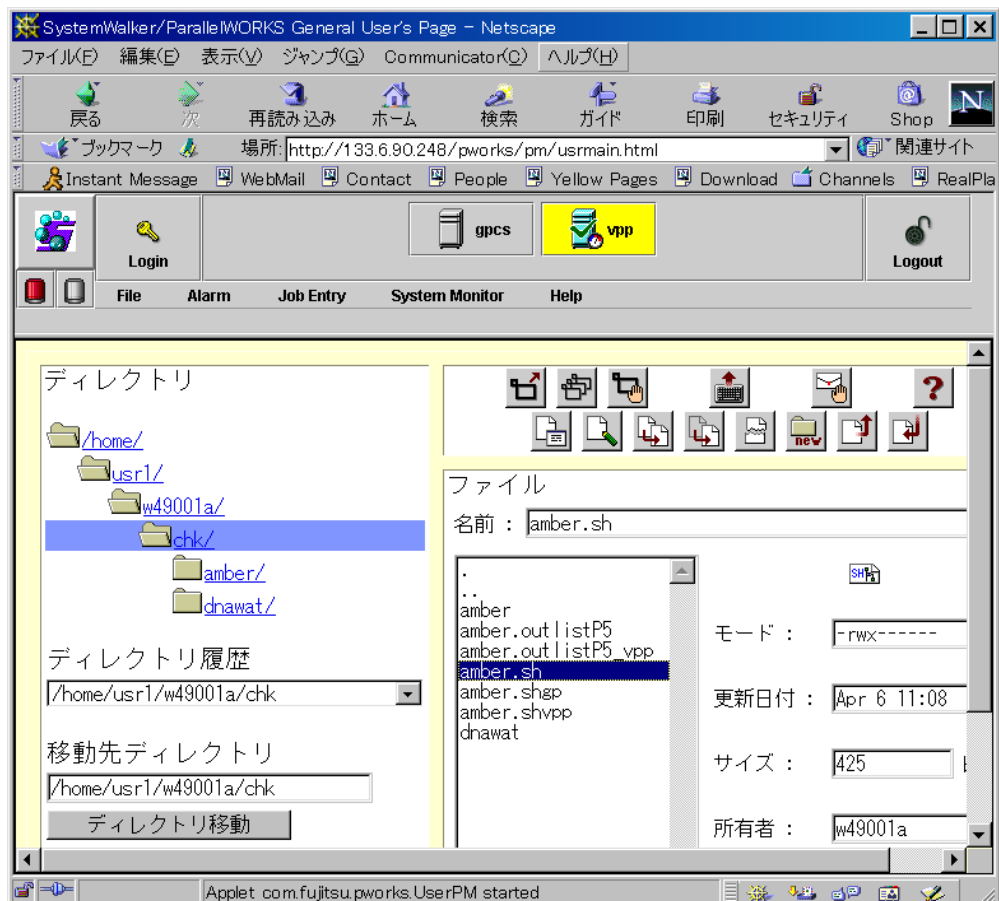 SystemWalker/ParallelWORKS General User's Page - Netscape
ファイル(F) 編集(E) 表示(V) ジャンプ(G) Communicator(C) ヘルプ(H)
戻る 次 再読み込み ホーム 検索 ガイド 印刷 セキュリティ Shop N
ブックマーク 場所: http://133.6.90.248/pworks/pm/usrmain.html 関連サイト
Instant Message WebMail Contact People Yellow Pages Download Channels RealPla
Login gpcs vpp Logout
File Alarm Job Entry System Monitor Help
ディレクトリ
/home/
usr1/
w49001a/
chk/
amber/
dnawat/
ディレクトリ履歴
/home/usr1/w49001a/chk
移動先ディレクトリ
/home/usr1/w49001a/chk
ディレクトリ移動
?
new
ファイル
名前 : amber.sh
.
..
amber
amber.outlistP5
amber.outlistP5_vpp
amber.sh
amber.shgp
amber.shvpp
dnawat
SH
モード : -rwx------
更新日付 : Apr 6 11:08
サイズ : 425
所有者 : w49001a
Applet com.fujitsu.pworks.UserPM started